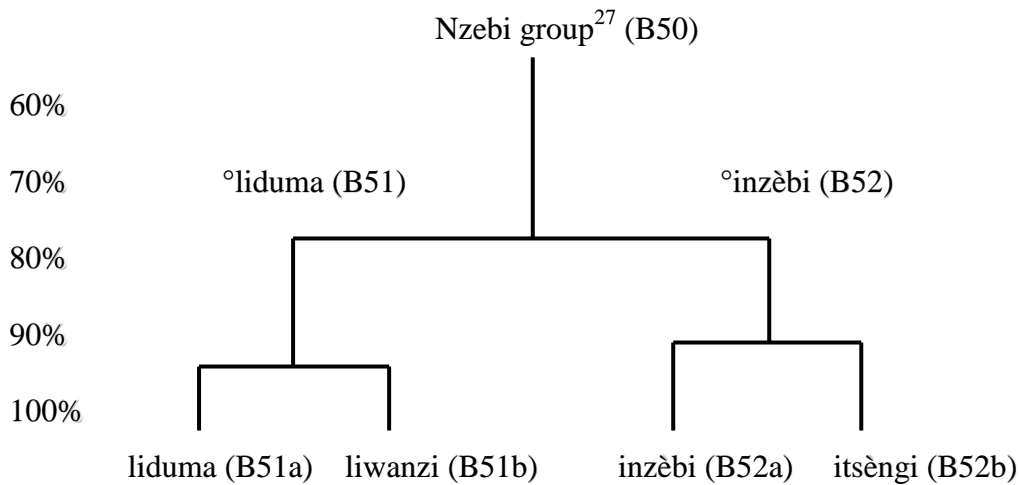 Nzebi group27 (B50)
60%
70% °liduma (B51) °inzèbi (B52)
80%
90%
100%
liduma (B51a) liwanzi (B51b) inzèbi (B52a) itsèngi (B52b)